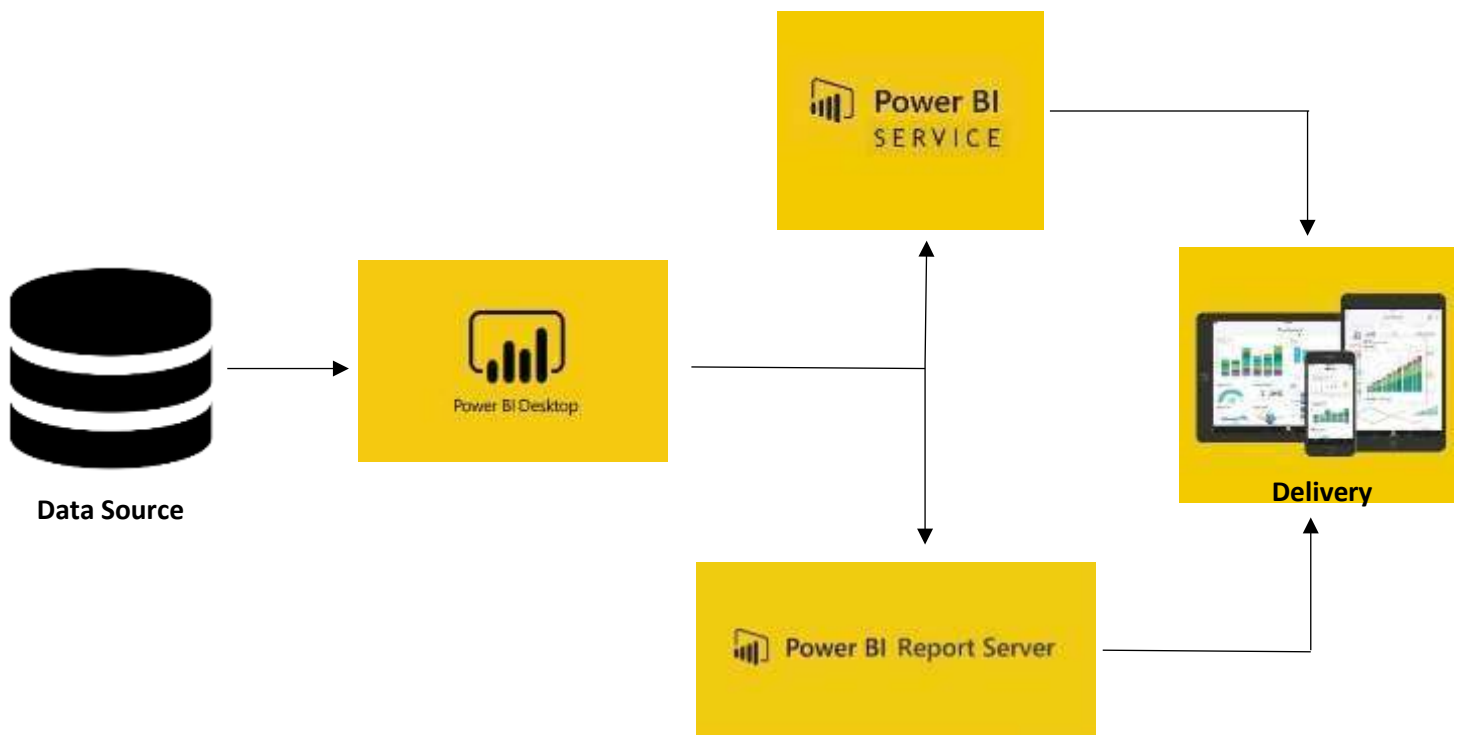 Power BI
SERVICE
Power BI Desktop
Data Source
Delivery
Power BI Report Server